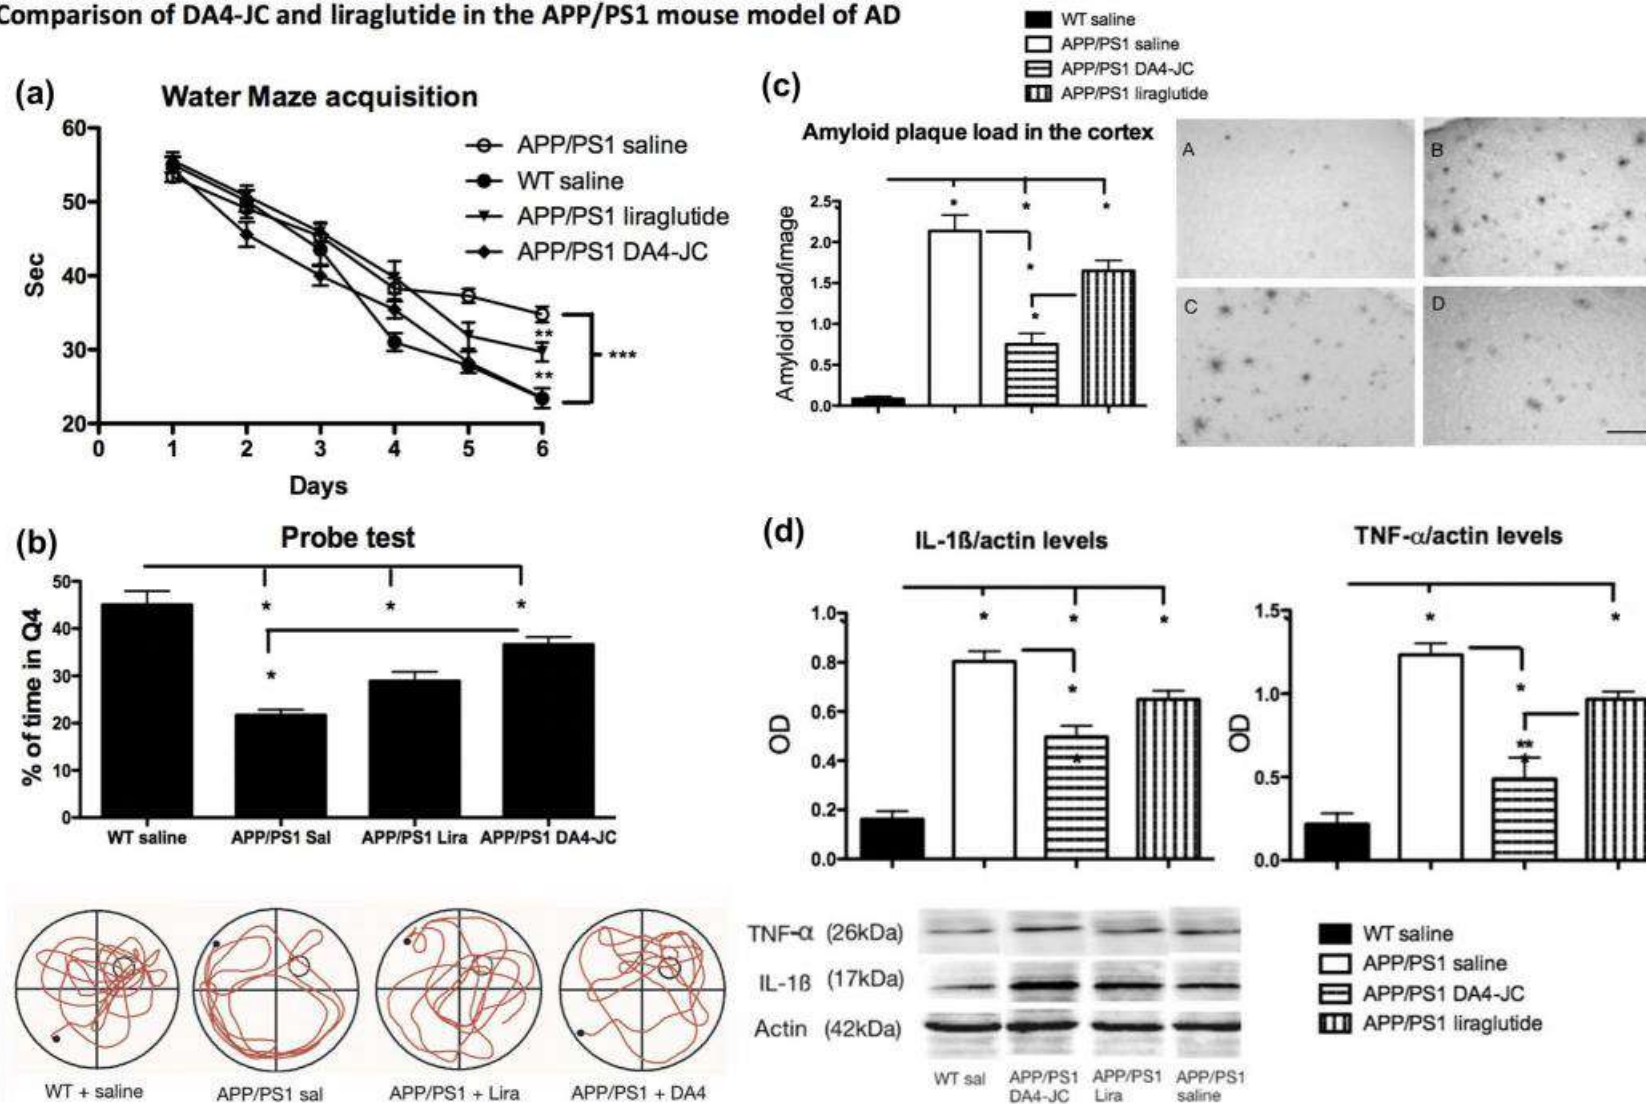 Comparison of DA4-JC and liraglutide in the APP/PS1 mouse model of AD
(a)
Water Maze acquisition
60
50
40
30
20
Sec
0 1 2 3 4 5 6
Days
APP/PS1 saline
WT saline
APP/PS1 liraglutide
APP/PS1 DA4-JC
**
**
***
(b)
Probe test
50
40
30
20
10
0
% of time in Q4
* * *
*
WT saline APP/PS1 Sal APP/PS1 Lira APP/PS1 DA4-JC
WT + saline APP/PS1 sal APP/PS1 + Lira APP/PS1 + DA4
(c)
WT saline
APP/PS1 saline
APP/PS1 DA4-JC
APP/PS1 liraglutide
Amyloid plaque load in the cortex
2.5
2.0
1.5
1.0
0.5
0.0
Amyloid load/image
* * *
*
*
A B
C D
(d)
IL-1ß/actin levels
1.0
0.8
0.6
0.4
0.2
0.0
OD
* * *
*
*
TNF-α/actin levels
1.5
1.0
0.5
0.0
OD
* *
*
**
*
TNF-α (26kDa)
IL-1ß (17kDa)
Actin (42kDa)
WT sal
APP/PS1 DA4-JC
APP/PS1 Lira
APP/PS1 saline
WT saline
APP/PS1 saline
APP/PS1 DA4-JC
APP/PS1 liraglutide